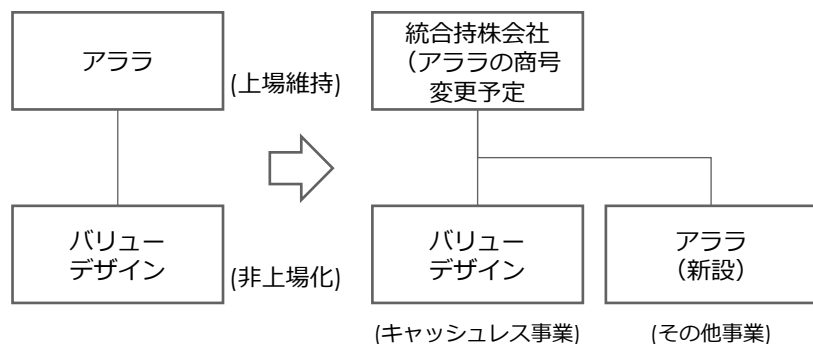 アララ
(上場維持)
バリュー
デザイン
(非上場化)
統合持株会社
（アララの商号
変更予定
バリュー
デザイン
(キャッシュレス事業)
アララ
（新設）
(その他事業)